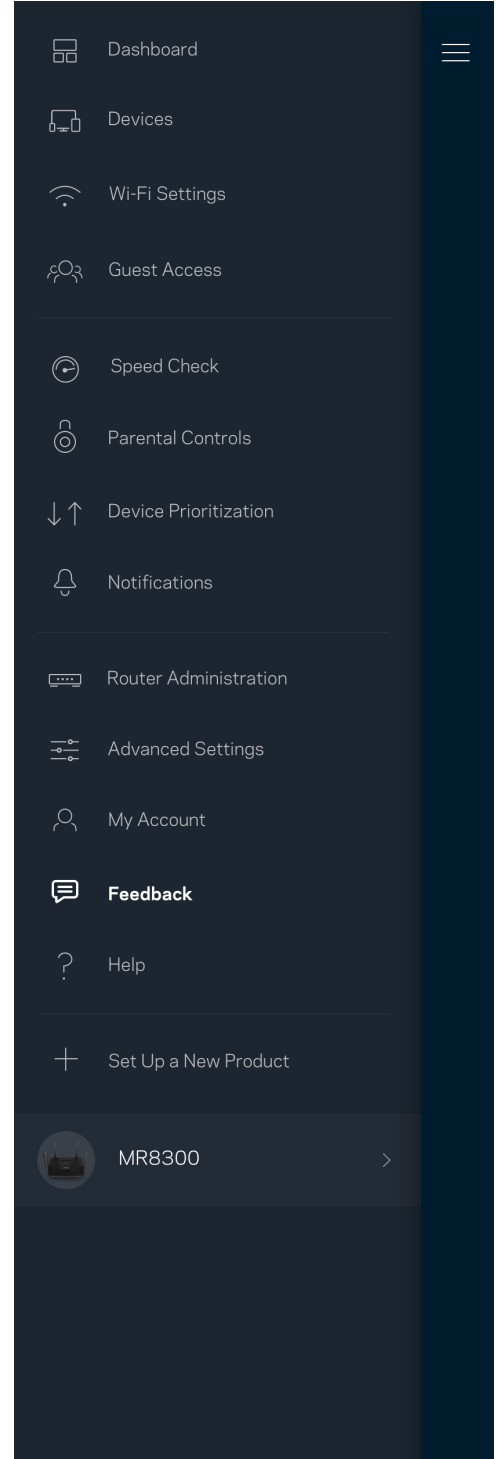 Dashboard
Devices
Wi-Fi Settings
Guest Access
Speed Check
Parental Controls
Device Prioritization
Notifications
Router Administration
Advanced Settings
My Account
Feedback
Help
Set Up a New Product
MR8300